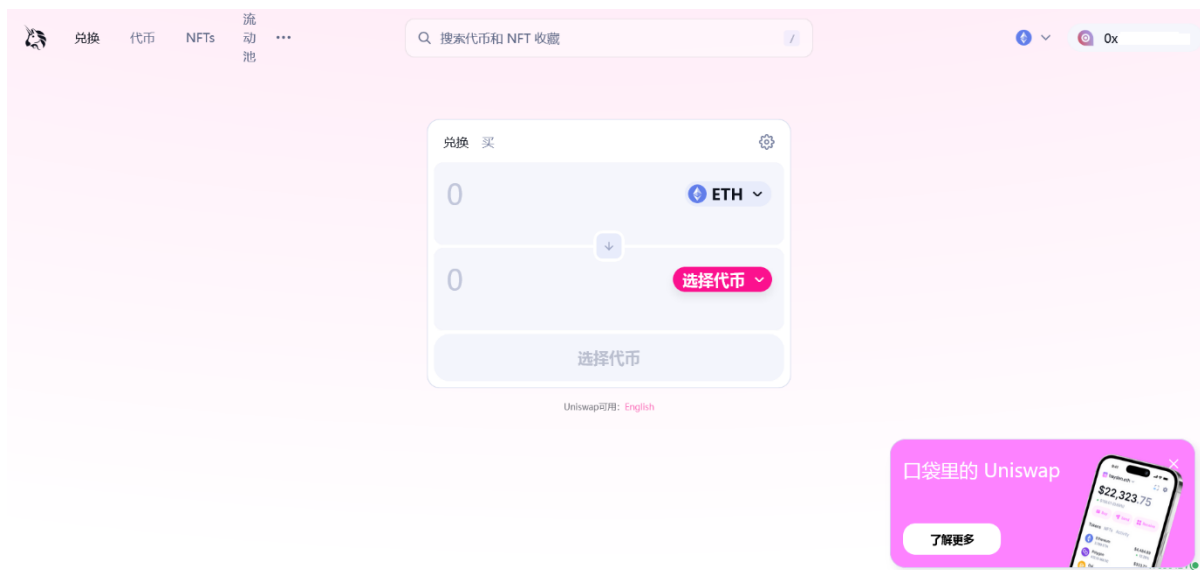 兑换
代币
NFTs
流动池
搜索代币和 NFT 收藏
/
0x
兑换 买
0
ETH
0
选择代币
选择代币
Uniswap可用: English
口袋里的 Uniswap
$22,323.75
了解更多